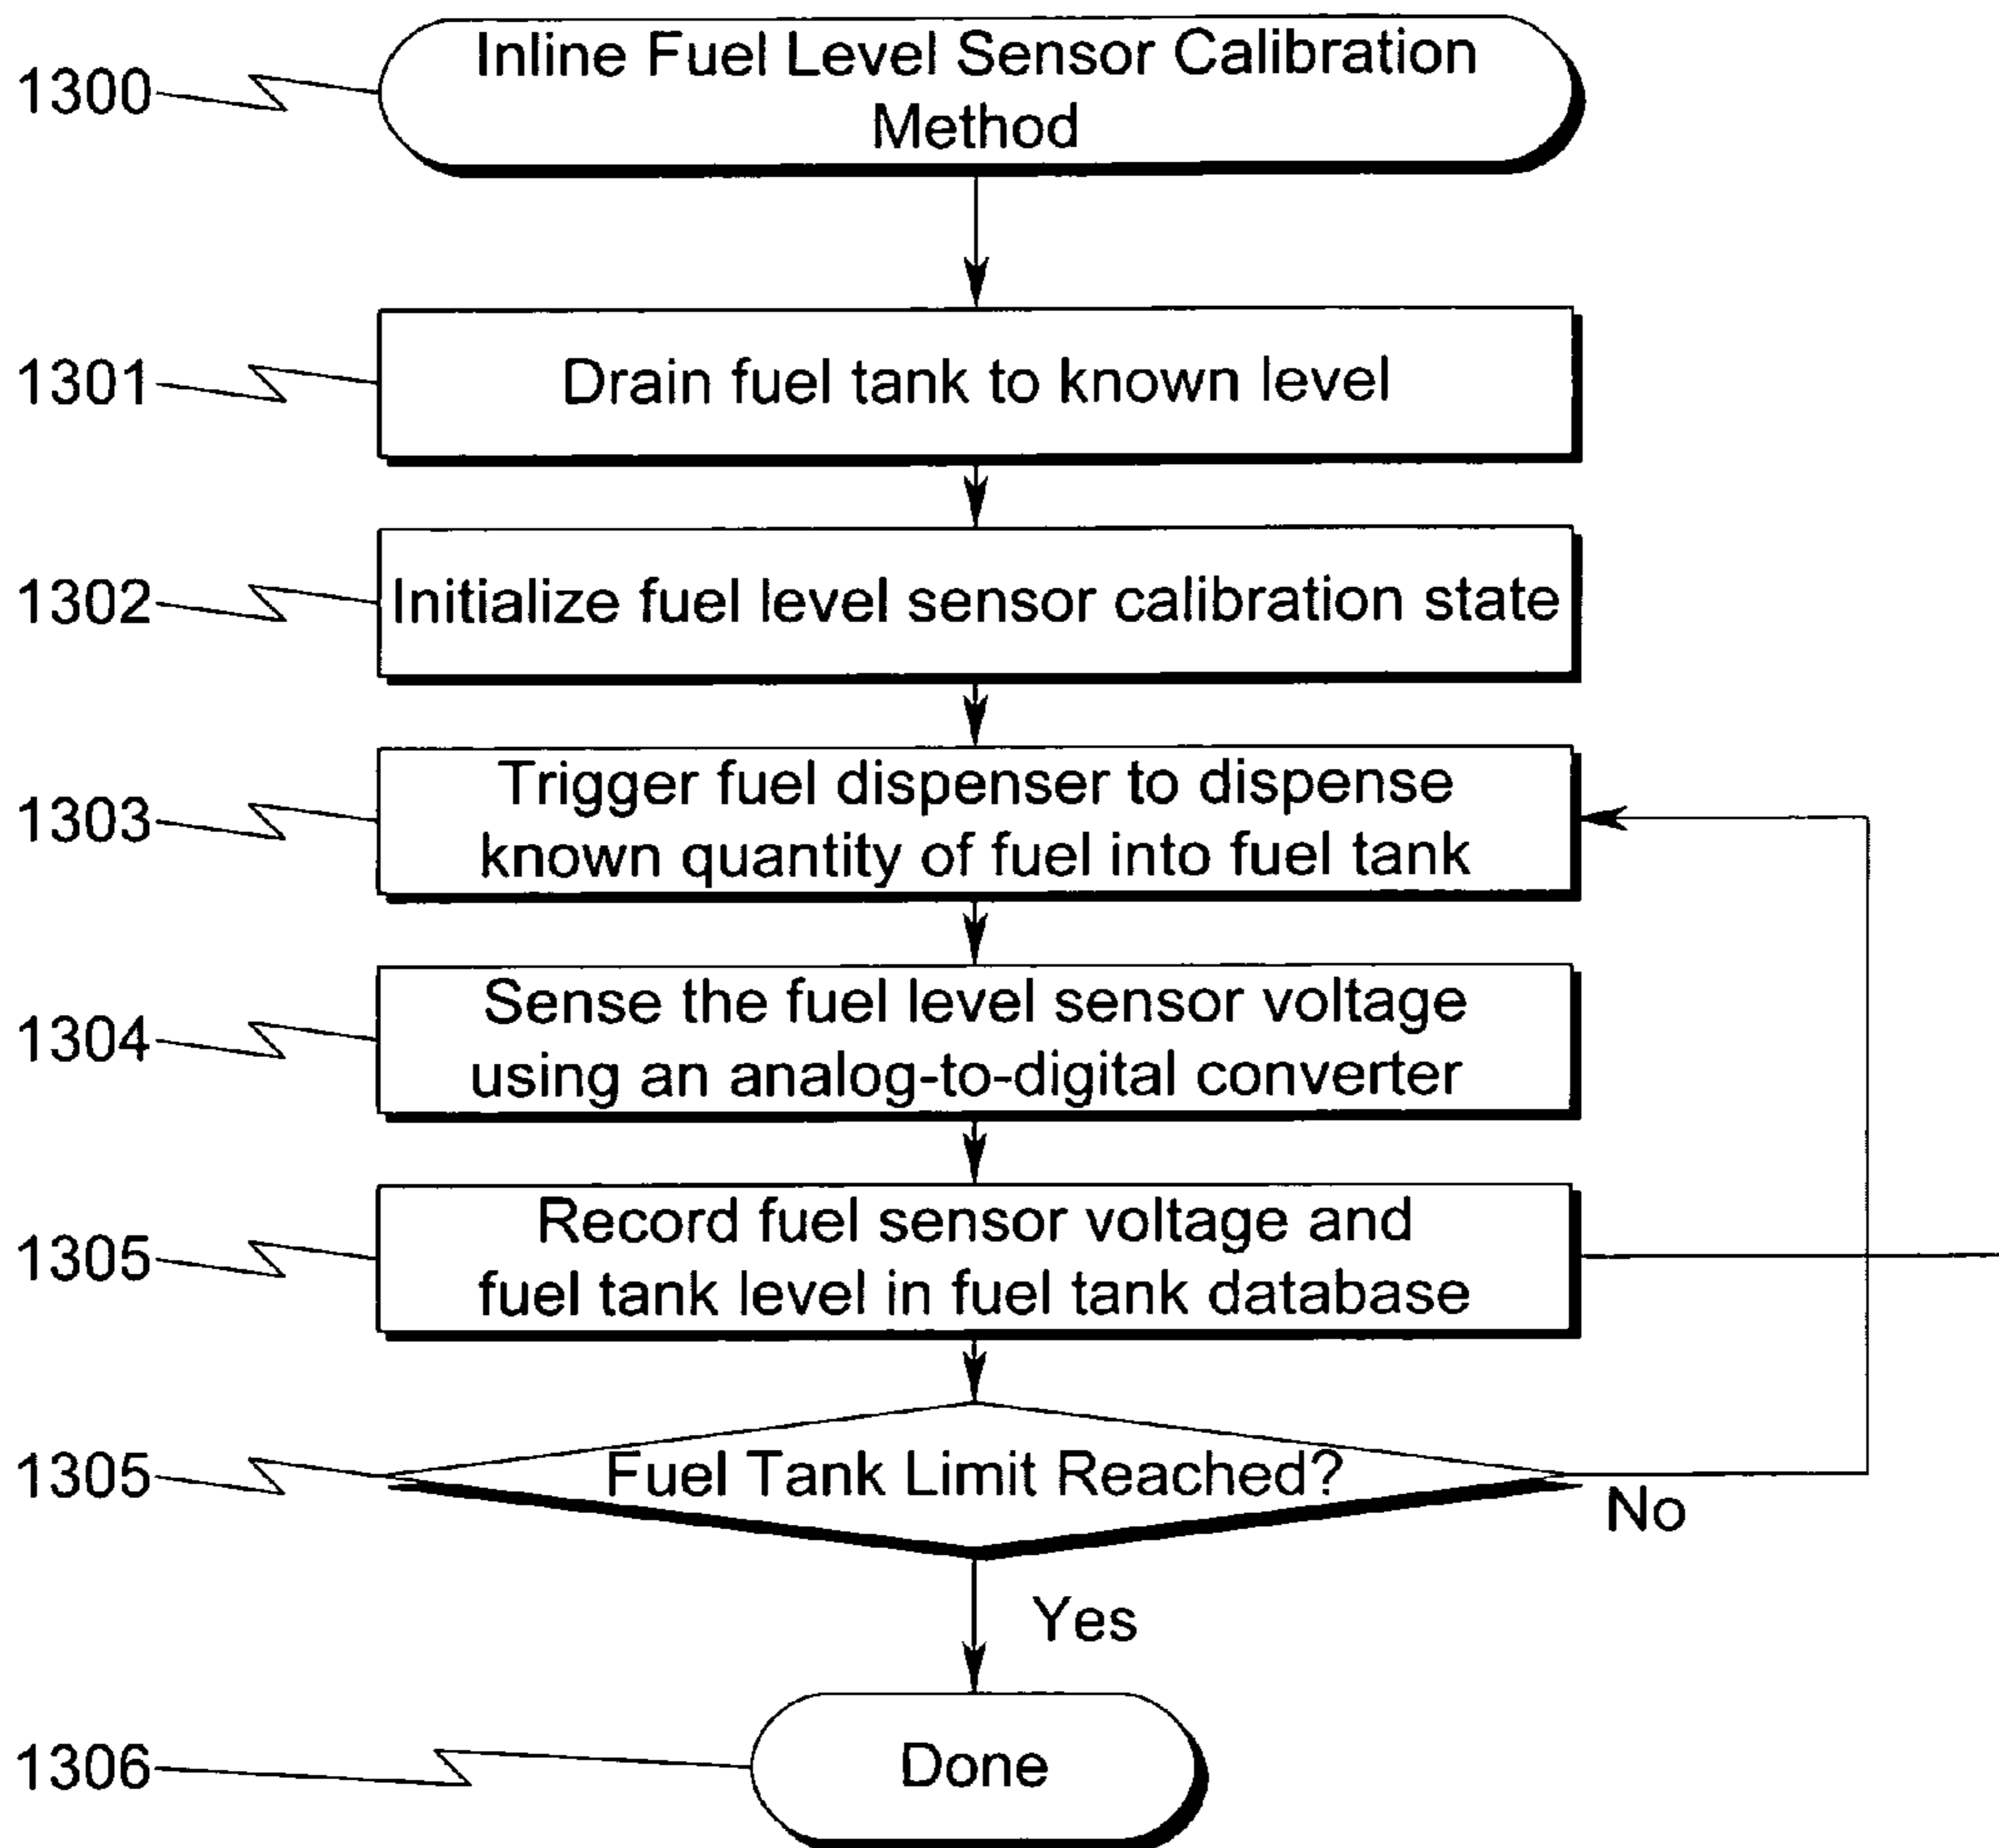 Inline Fuel Level Sensor Calibration
Method
1300
1301
Drain fuel tank to known level
1302
Initialize fuel level sensor calibration state
1303
Trigger fuel dispenser to dispense
known quantity of fuel into fuel tank
1304
Sense the fuel level sensor voltage
using an analog-to-digital converter
1305
Record fuel sensor voltage and
fuel tank level in fuel tank database
1305
Fuel Tank Limit Reached?
No
Yes
1306
Done